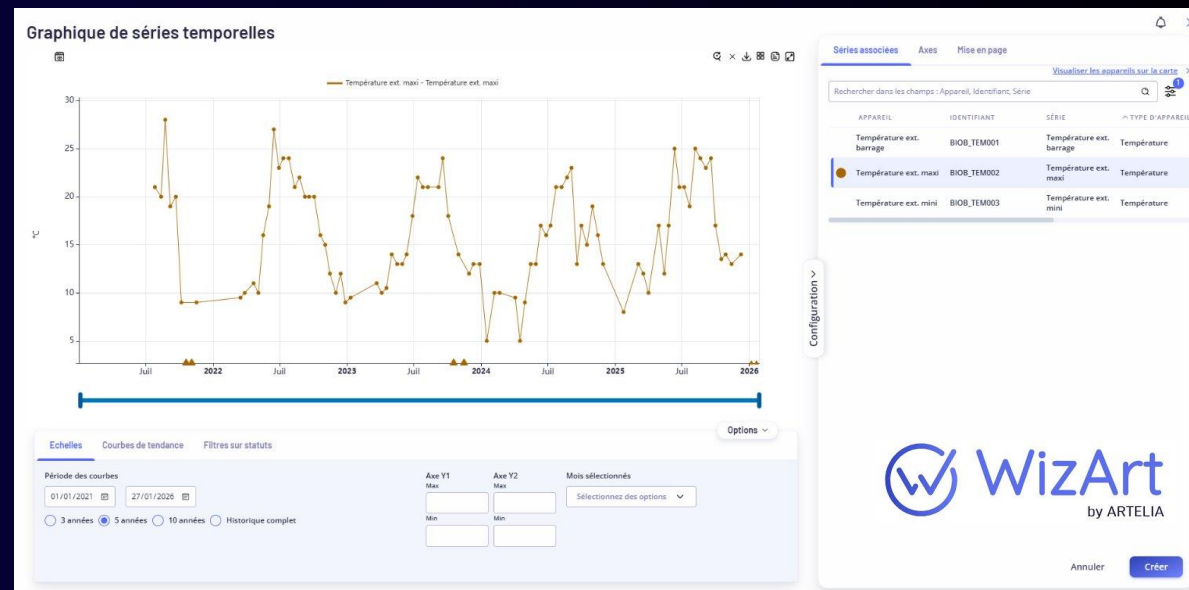 Graphique de séries temporelles
Température ext. maxi - Température ext. maxi
30
25
20
15
10
5
°C
Juil
2022
Juil
2023
Juil
2024
Juil
2025
Juil
2026
Options
Echelles Courbes de tendance Filtres sur statuts
Période des courbes
01/01/2021 27/01/2026
3 années 5 années 10 années Historique complet
Axe Y1 Axe Y2 Mois sélectionnés
Max Max
Sélectionnez des options
Min Min
Configuration
Séries associées Axes Mise en page
Visualiser les appareils sur la carte
1
Rechercher dans les champs : Appareil, Identifiant, Série
APPAREIL IDENTIFIANT SÉRIE TYPE D'APPAREIL
Température ext. barrage BIOB_TEM001 Température ext. barrage Température
Température ext. maxi BIOB_TEM002 Température ext. maxi Température
Température ext. mini BIOB_TEM003 Température ext. mini Température
WizArt
by ARTELIA
Annuler Créer